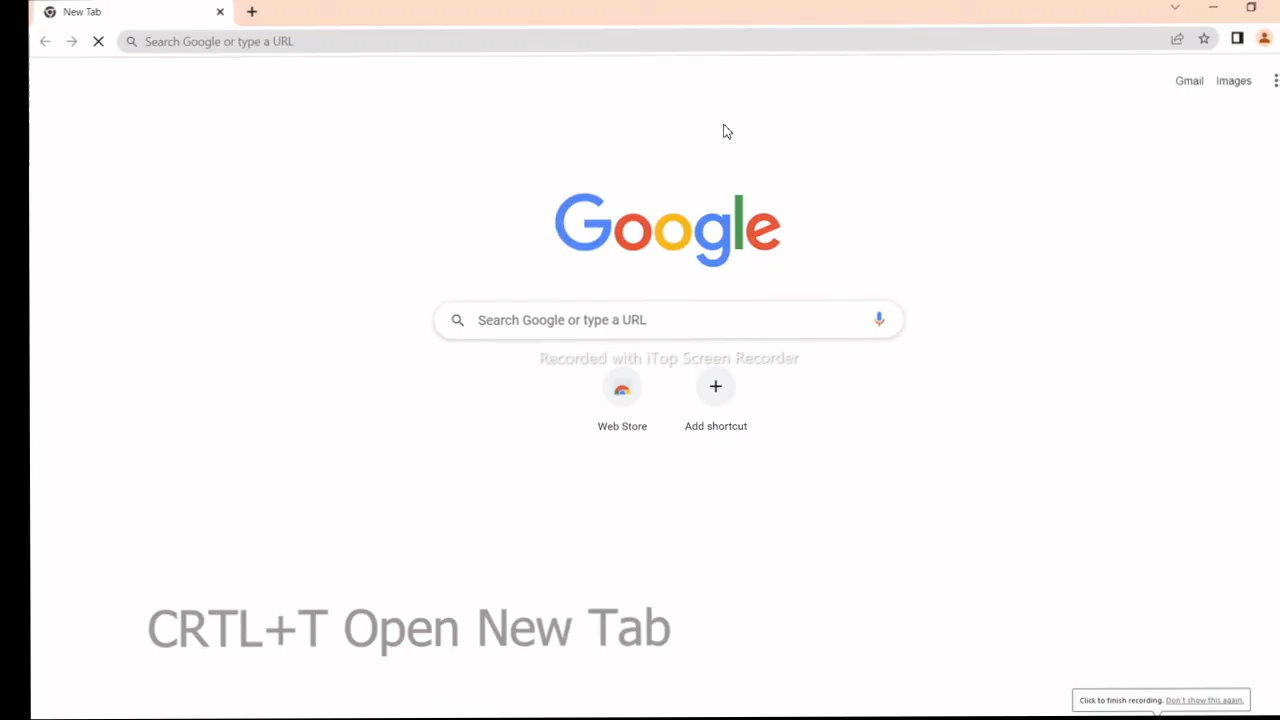 New Tab
Search Google or type a URL
Gmail Images
Google
Search Google or type a URL
Recorded with iTop Screen Recorder
Web Store Add shortcut
CRTL+T Open New Tab
Click to finish recording. Don't show this again.